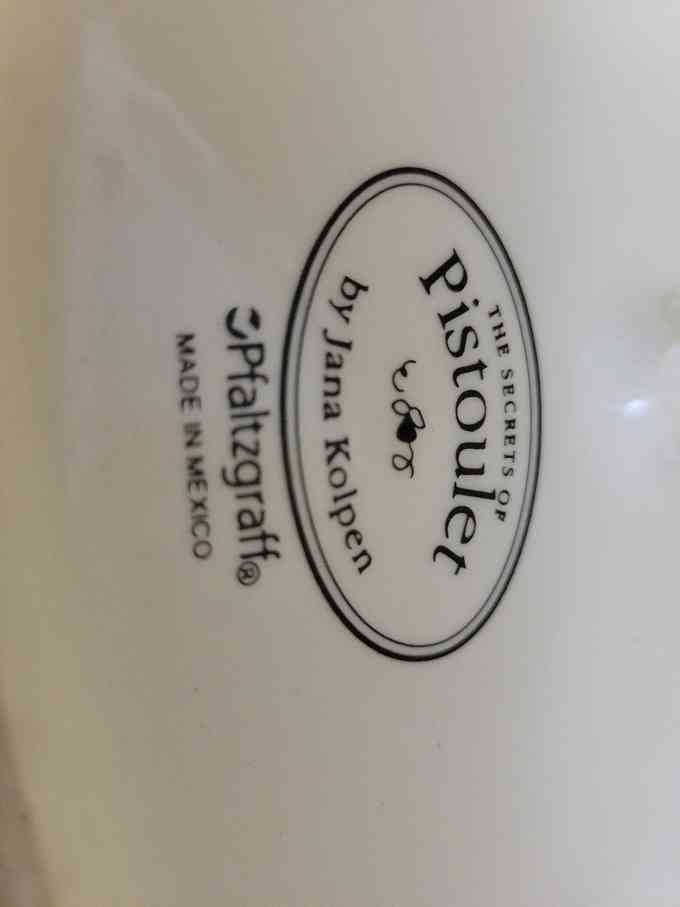 THE SECRETS OF
Pistoulet
by Jana Kolpen
Pfaltzgraff®
MADE IN MEXICO